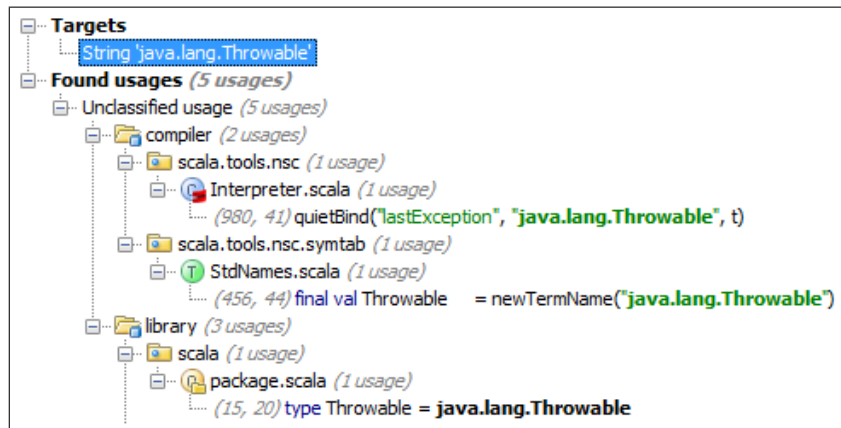 Targets
String 'java.lang.Throwable'
Found usages (5 usages)
Unclassified usage (5 usages)
compiler (2 usages)
scala.tools.nsc (1 usage)
Interpreter.scala (1 usage)
(980, 41) quietBind("lastException", "java.lang.Throwable", t)
scala.tools.nsc.symtab (1 usage)
T StdNames.scala (1 usage)
(456, 44) final val Throwable = newTermName("java.lang.Throwable")
library (3 usages)
scala (1 usage)
package.scala (1 usage)
(15, 20) type Throwable = java.lang.Throwable